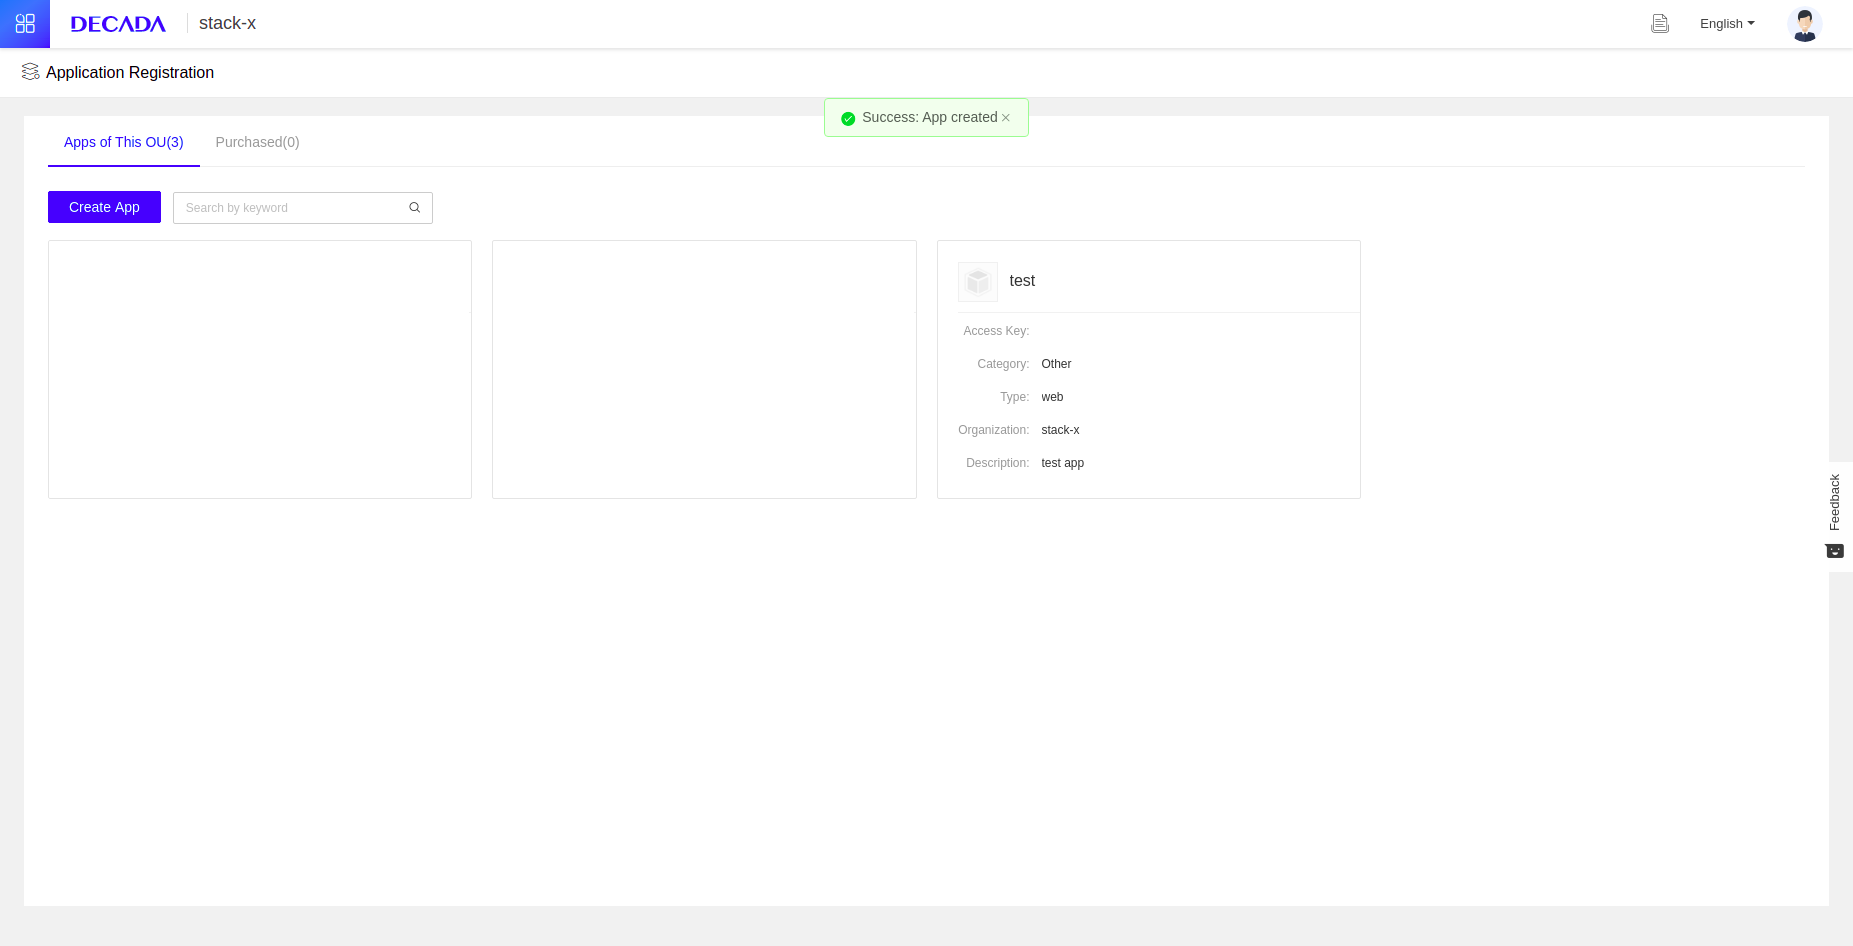 DECADA
stack-x
English
Application Registration
Success: App created
Apps of This OU(3)
Purchased(0)
Create App
Search by keyword
test
Access Key:
Category: Other
Type: web
Organization: stack-x
Description: test app
Feedback